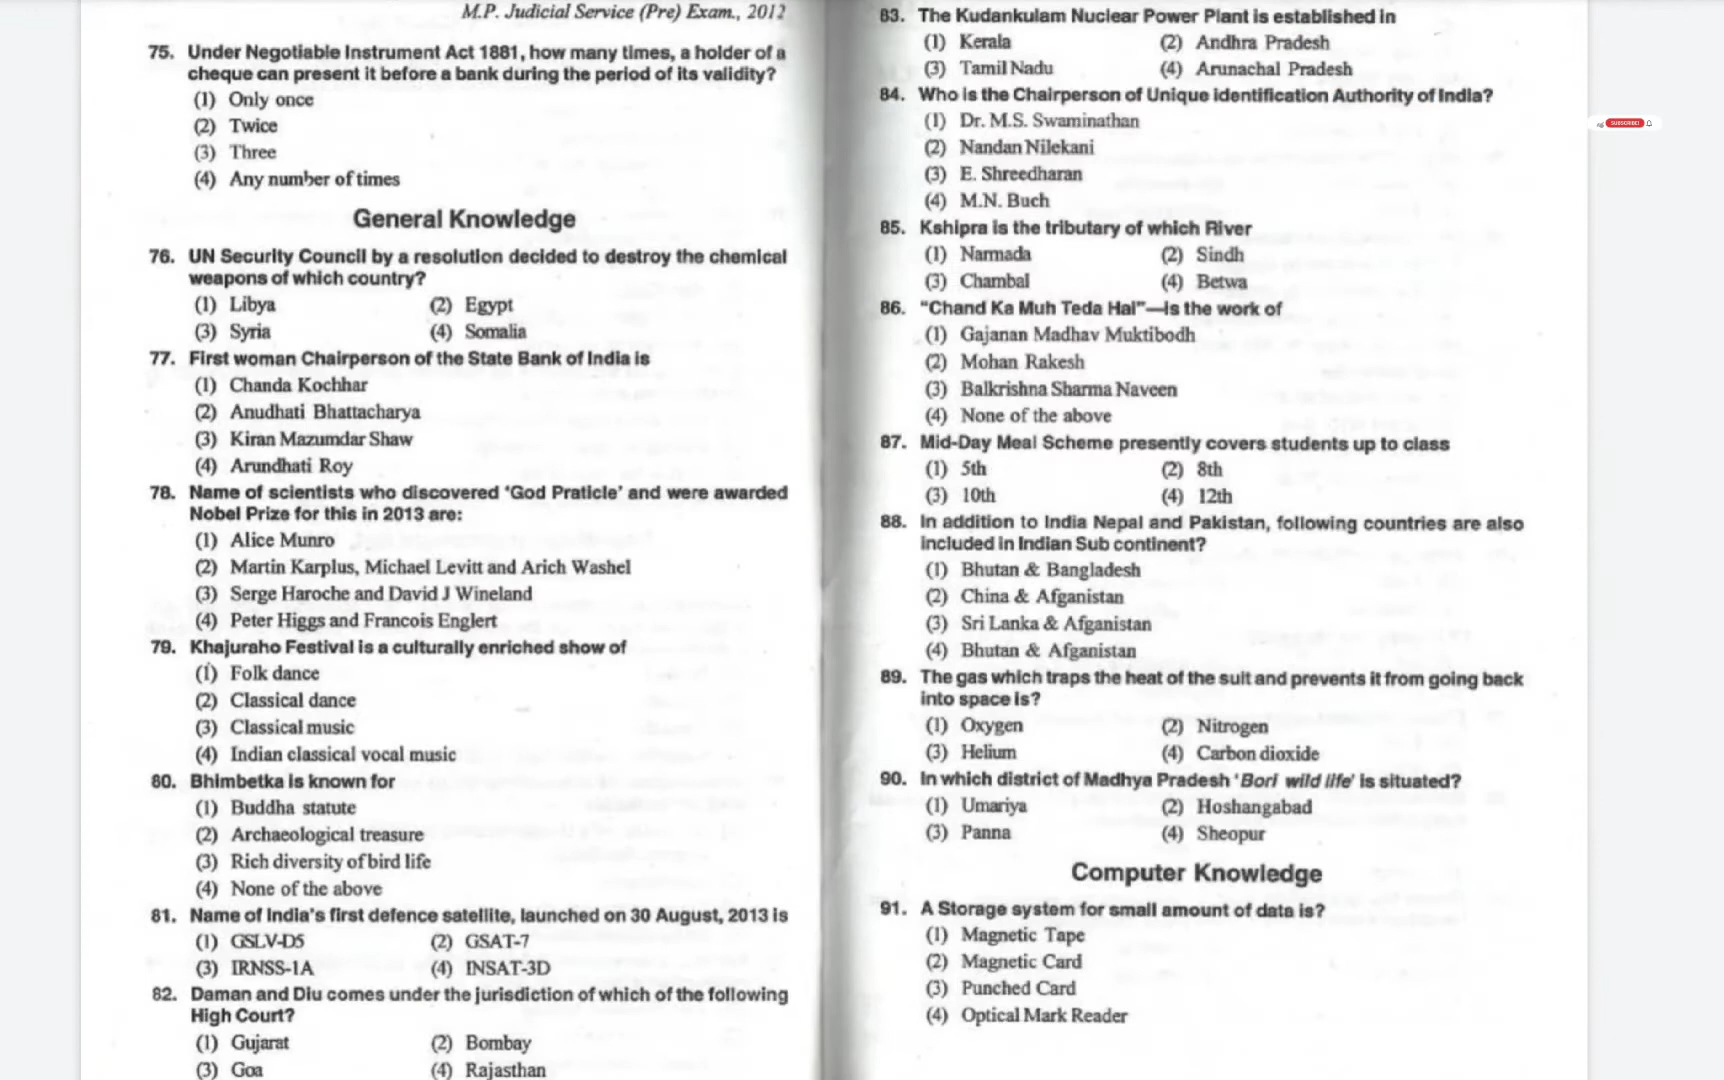 M.P. Judicial Service (Pre) Exam., 2012
75. Under Negotiable Instrument Act 1881, how many times, a holder of a
cheque can present it before a bank during the period of its validity?
(1) Only once
(2) Twice
(3) Three
(4) Any number of times
General Knowledge
76. UN Security Council by a resolution decided to destroy the chemical
weapons of which country?
(1) Libya (2) Egypt
(3) Syria (4) Somalia
77. First woman Chairperson of the State Bank of India is
(1) Chanda Kochhar
(2) Anudhati Bhattacharya
(3) Kiran Mazumdar Shaw
(4) Arundhati Roy
78. Name of scientists who discovered ‘God Praticle’ and were awarded
Nobel Prize for this in 2013 are:
(1) Alice Munro
(2) Martin Karplus, Michael Levitt and Arich Washel
(3) Serge Haroche and David J Wineland
(4) Peter Higgs and Francois Englert
79. Khajuraho Festival is a culturally enriched show of
(1) Folk dance
(2) Classical dance
(3) Classical music
(4) Indian classical vocal music
80. Bhimbetka is known for
(1) Buddha statute
(2) Archaeological treasure
(3) Rich diversity of bird life
(4) None of the above
81. Name of India’s first defence satellite, launched on 30 August, 2013 is
(1) GSLV-D5 (2) GSAT-7
(3) IRNSS-1A (4) INSAT-3D
82. Daman and Diu comes under the jurisdiction of which of the following
High Court?
(1) Gujarat (2) Bombay
(3) Goa (4) Rajasthan
83. The Kudankulam Nuclear Power Plant is established in
(1) Kerala (2) Andhra Pradesh
(3) Tamil Nadu (4) Arunachal Pradesh
84. Who is the Chairperson of Unique identification Authority of India?
(1) Dr. M.S. Swaminathan
(2) Nandan Nilekani
(3) E. Shreedharan
(4) M.N. Buch
85. Kshipra is the tributary of which River
(1) Narmada (2) Sindh
(3) Chambal (4) Betwa
86. “Chand Ka Muh Teda Hai”—is the work of
(1) Gajanan Madhav Muktibodh
(2) Mohan Rakesh
(3) Balkrishna Sharma Naveen
(4) None of the above
87. Mid-Day Meal Scheme presently covers students up to class
(1) 5th (2) 8th
(3) 10th (4) 12th
88. In addition to India Nepal and Pakistan, following countries are also
included in Indian Sub continent?
(1) Bhutan & Bangladesh
(2) China & Afganistan
(3) Sri Lanka & Afganistan
(4) Bhutan & Afganistan
89. The gas which traps the heat of the suit and prevents it from going back
into space is?
(1) Oxygen (2) Nitrogen
(3) Helium (4) Carbon dioxide
90. In which district of Madhya Pradesh ‘Bori wild life’ is situated?
(1) Umariya (2) Hoshangabad
(3) Panna (4) Sheopur
Computer Knowledge
91. A Storage system for small amount of data is?
(1) Magnetic Tape
(2) Magnetic Card
(3) Punched Card
(4) Optical Mark Reader
SUBSCRIBE